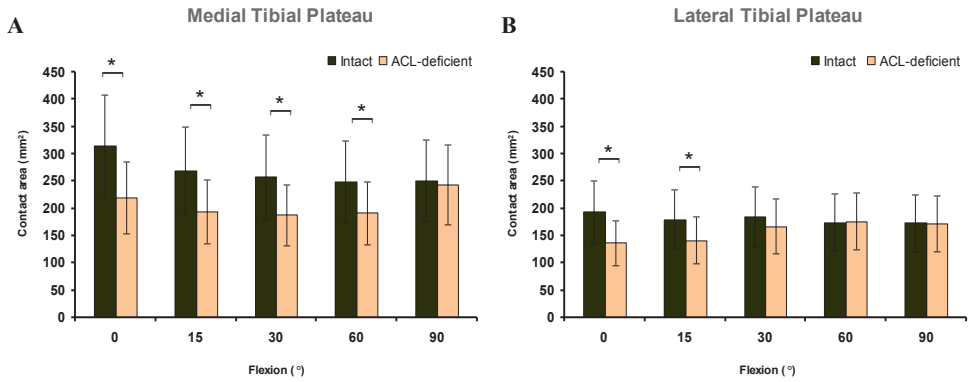 Medial Tibial Plateau
A
Intact ACL-deficient
*
*
*
*
450
400
350
300
250
200
150
100
50
0
Contact area (mm²)
0 15 30 60 90
Flexion (°)
Lateral Tibial Plateau
B
Intact ACL-deficient
*
*
450
400
350
300
250
200
150
100
50
0
Contact area (mm²)
0 15 30 60 90
Flexion (°)